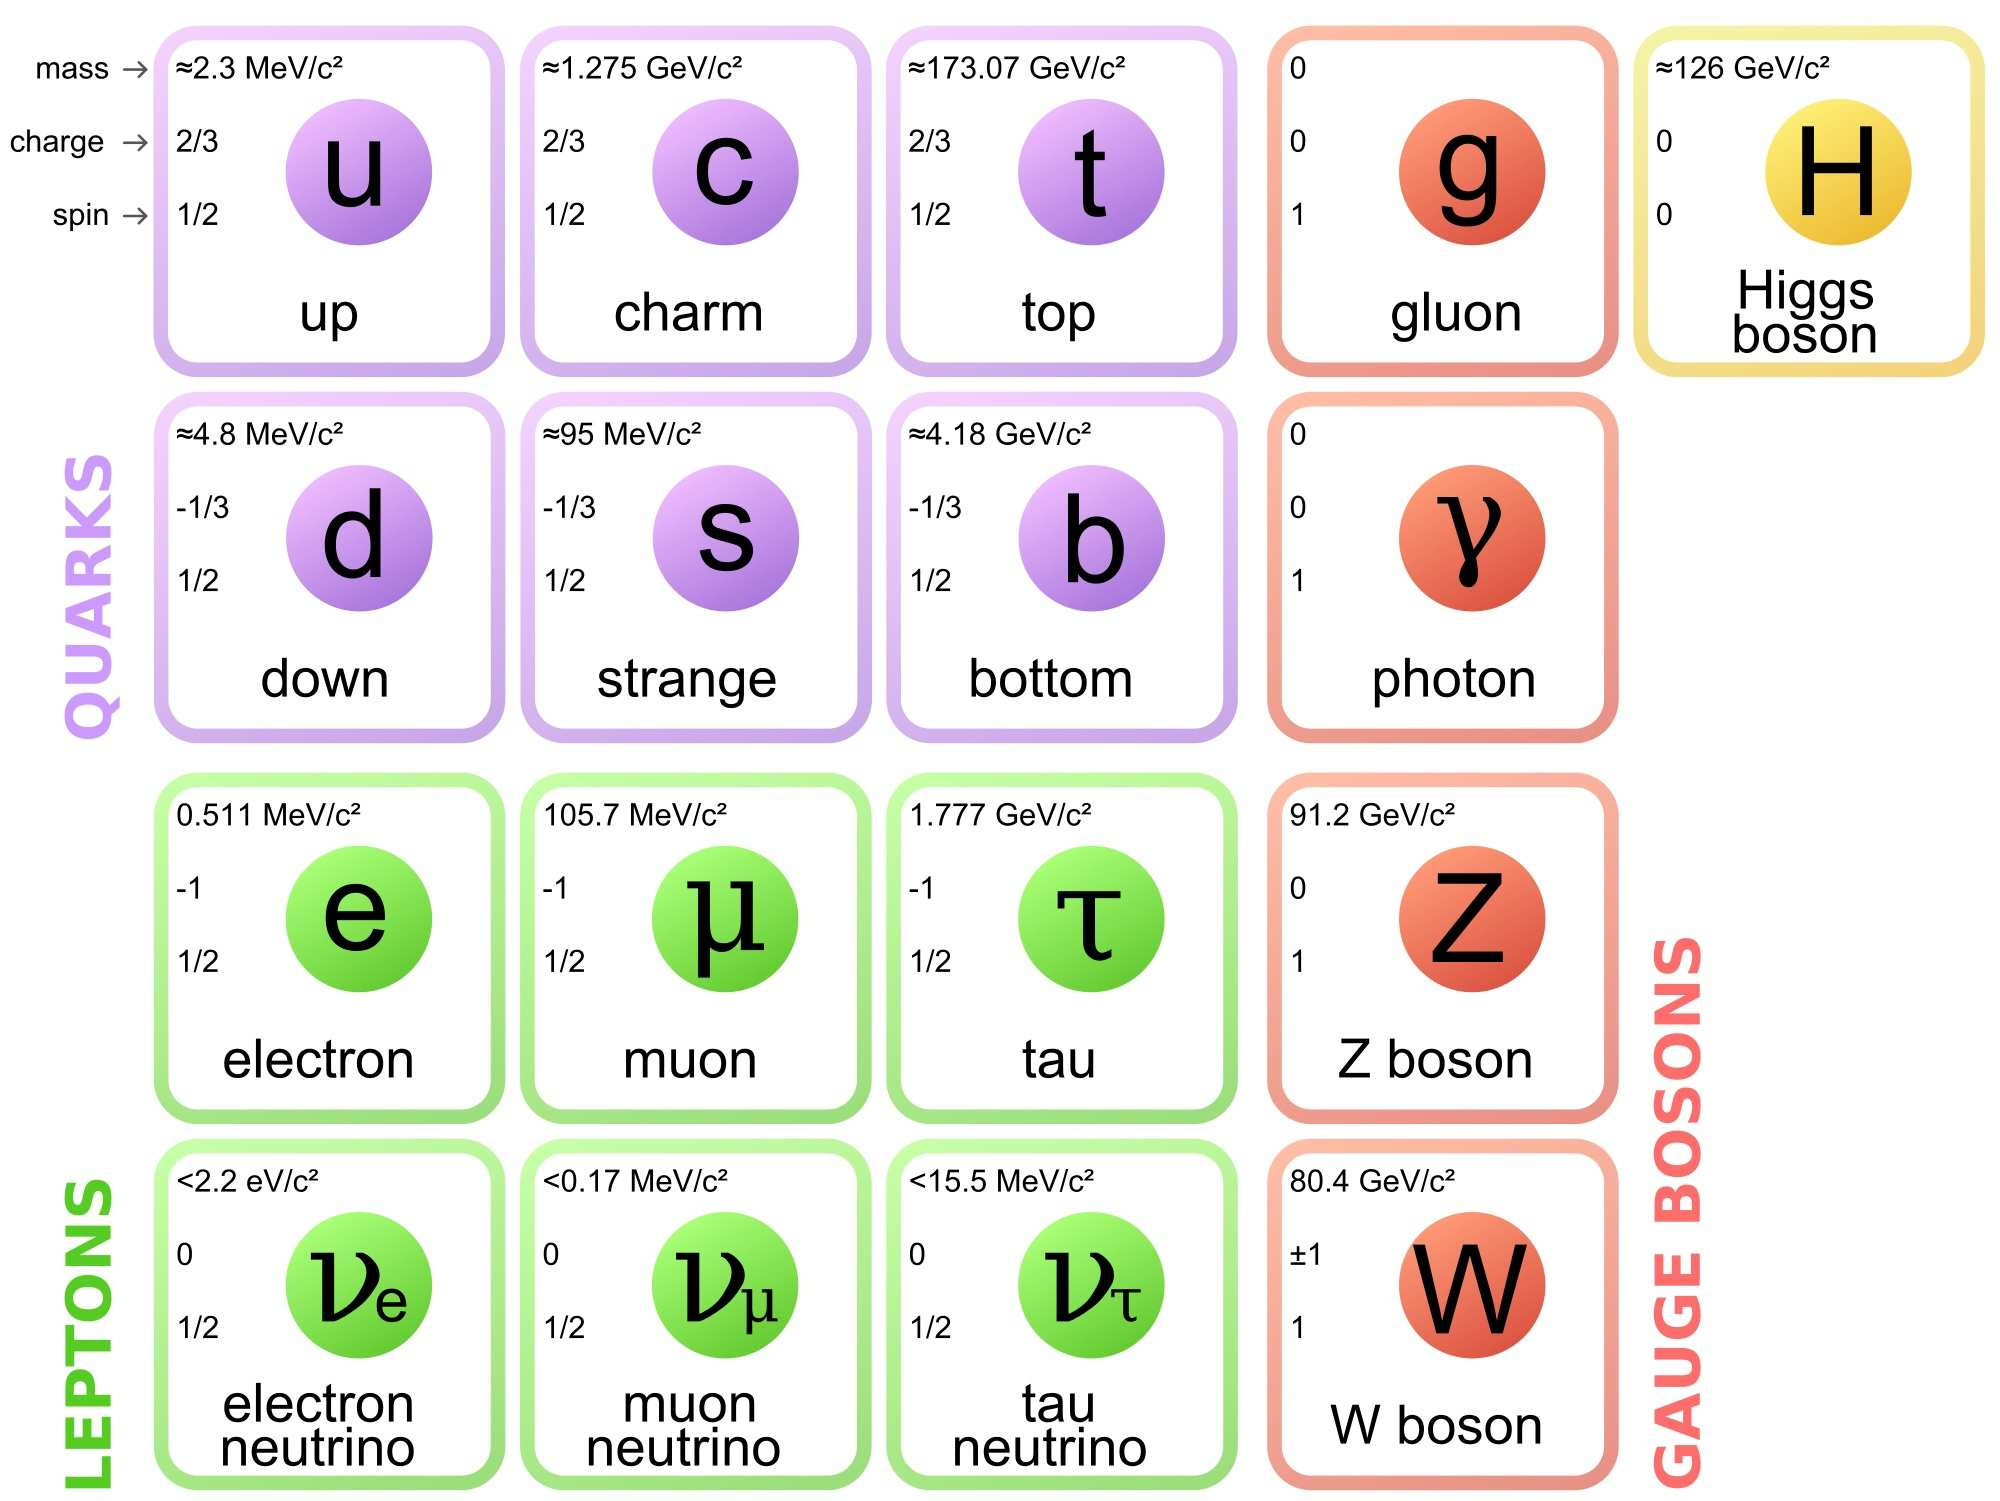 mass →
charge →
spin →
≈2.3 MeV/c²
2/3
1/2
u
up
≈1.275 GeV/c²
2/3
1/2
c
charm
≈173.07 GeV/c²
2/3
1/2
t
top
0
0
1
g
gluon
≈126 GeV/c²
0
0
H
Higgs
boson
QUARKS
≈4.8 MeV/c²
-1/3
1/2
d
down
≈95 MeV/c²
-1/3
1/2
s
strange
≈4.18 GeV/c²
-1/3
1/2
b
bottom
0
0
1
γ
photon
0.511 MeV/c²
-1
1/2
e
electron
105.7 MeV/c²
-1
1/2
μ
muon
1.777 GeV/c²
-1
1/2
τ
tau
91.2 GeV/c²
0
1
Z
Z boson
LEPTONS
<2.2 eV/c²
0
1/2
νe
electron
neutrino
<0.17 MeV/c²
0
1/2
νμ
muon
neutrino
<15.5 MeV/c²
0
1/2
ντ
tau
neutrino
80.4 GeV/c²
±1
1
W
W boson
GAUGE BOSONS